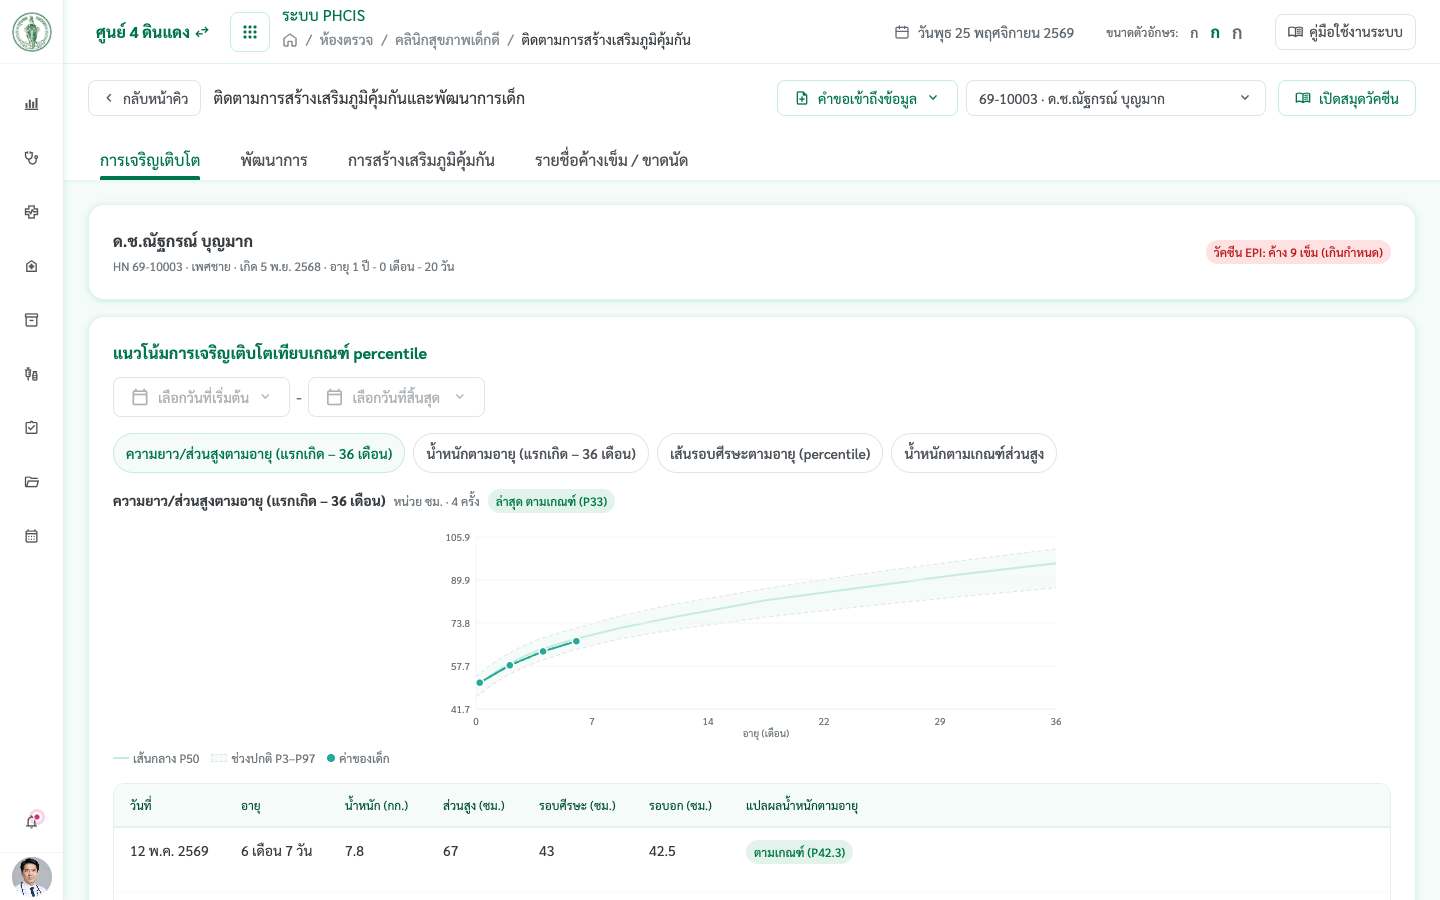 ศูนย์ 4 ดินแดง
ระบบ PHCIS
/ ห้องตรวจ / คลินิกสุขภาพเด็กดี / ติดตามการสร้างเสริมภูมิคุ้มกัน
วันพุธ 25 พฤศจิกายน 2569
ขนาดตัวอักษร: ก ก ก
คู่มือใช้งานระบบ
กลับหน้าคิว
ติดตามการสร้างเสริมภูมิคุ้มกันและพัฒนาการเด็ก
คำขอเข้าถึงข้อมูล
69-10003 · ด.ช.ณัฐกรณ์ บุญมาก
เปิดสมุดวัคซีน
การเจริญเติบโต พัฒนาการ การสร้างเสริมภูมิคุ้มกัน รายชื่อค้างเข็ม / ขาดนัด
ด.ช.ณัฐกรณ์ บุญมาก
HN 69-10003 · เพศชาย · เกิด 5 พ.ย. 2568 · อายุ 1 ปี - 0 เดือน - 20 วัน
วัคซีน EPI: ค้าง 9 เข็ม (เกินกำหนด)
แนวโน้มการเจริญเติบโตเทียบเกณฑ์ percentile
เลือกวันที่เริ่มต้น - เลือกวันที่สิ้นสุด
ความยาว/ส่วนสูงตามอายุ (แรกเกิด – 36 เดือน) น้ำหนักตามอายุ (แรกเกิด – 36 เดือน) เส้นรอบศีรษะตามอายุ (percentile) น้ำหนักตามเกณฑ์ส่วนสูง
ความยาว/ส่วนสูงตามอายุ (แรกเกิด – 36 เดือน) หน่วย ซม. · 4 ครั้ง ล่าสุด ตามเกณฑ์ (P33)
105.9
89.9
73.8
57.7
41.7
0 7 14 22 29 36
อายุ (เดือน)
เส้นกลาง P50 ช่วงปกติ P3–P97 ค่าของเด็ก
วันที่ อายุ น้ำหนัก (กก.) ส่วนสูง (ซม.) รอบศีรษะ (ซม.) รอบอก (ซม.) แปลผลน้ำหนักตามอายุ
12 พ.ค. 2569 6 เดือน 7 วัน 7.8 67 43 42.5 ตามเกณฑ์ (P42.3)